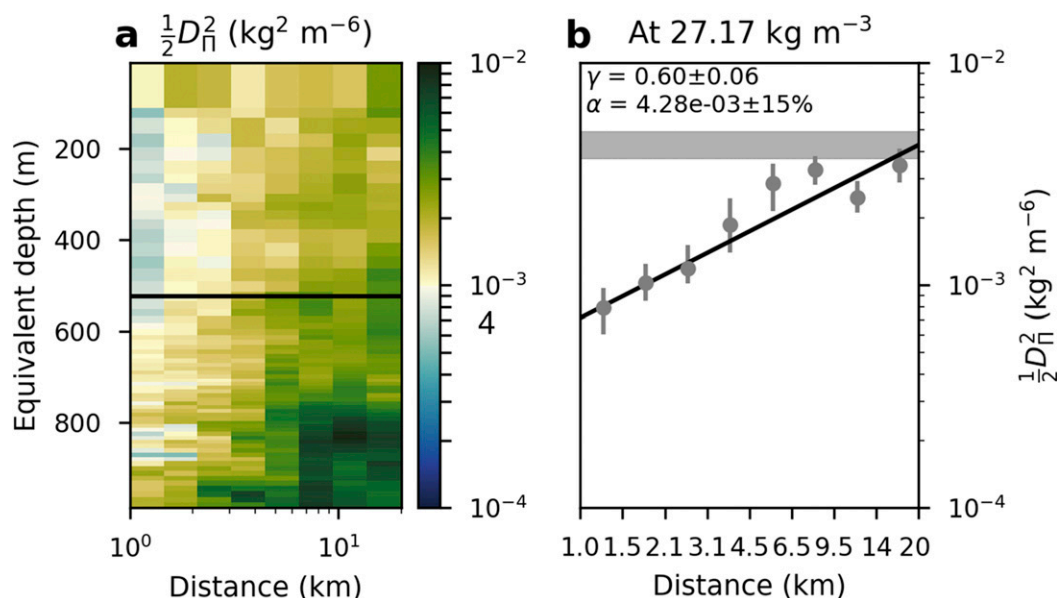 a ½D²_Π (kg² m⁻⁶)
b At 27.17 kg m⁻³
γ = 0.60±0.06
α = 4.28e-03±15%
Equivalent depth (m)
200
400
600
800
10⁰ 10¹
Distance (km)
10⁻²
10⁻³
4
10⁻⁴
1.0 1.5 2.1 3.1 4.5 6.5 9.5 14 20
Distance (km)
10⁻²
10⁻³
10⁻⁴
½D²_Π (kg² m⁻⁶)